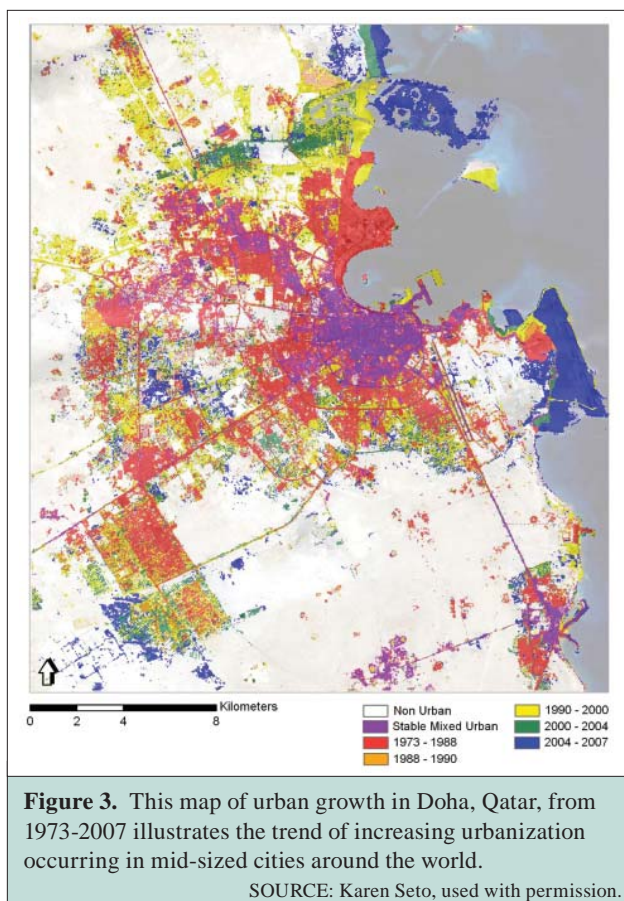 Kilometers
0 2 4 8
Non Urban
Stable Mixed Urban
1973 - 1988
1988 - 1990
1990 - 2000
2000 - 2004
2004 - 2007
Figure 3. This map of urban growth in Doha, Qatar, from
1973-2007 illustrates the trend of increasing urbanization
occurring in mid-sized cities around the world.
SOURCE: Karen Seto, used with permission.